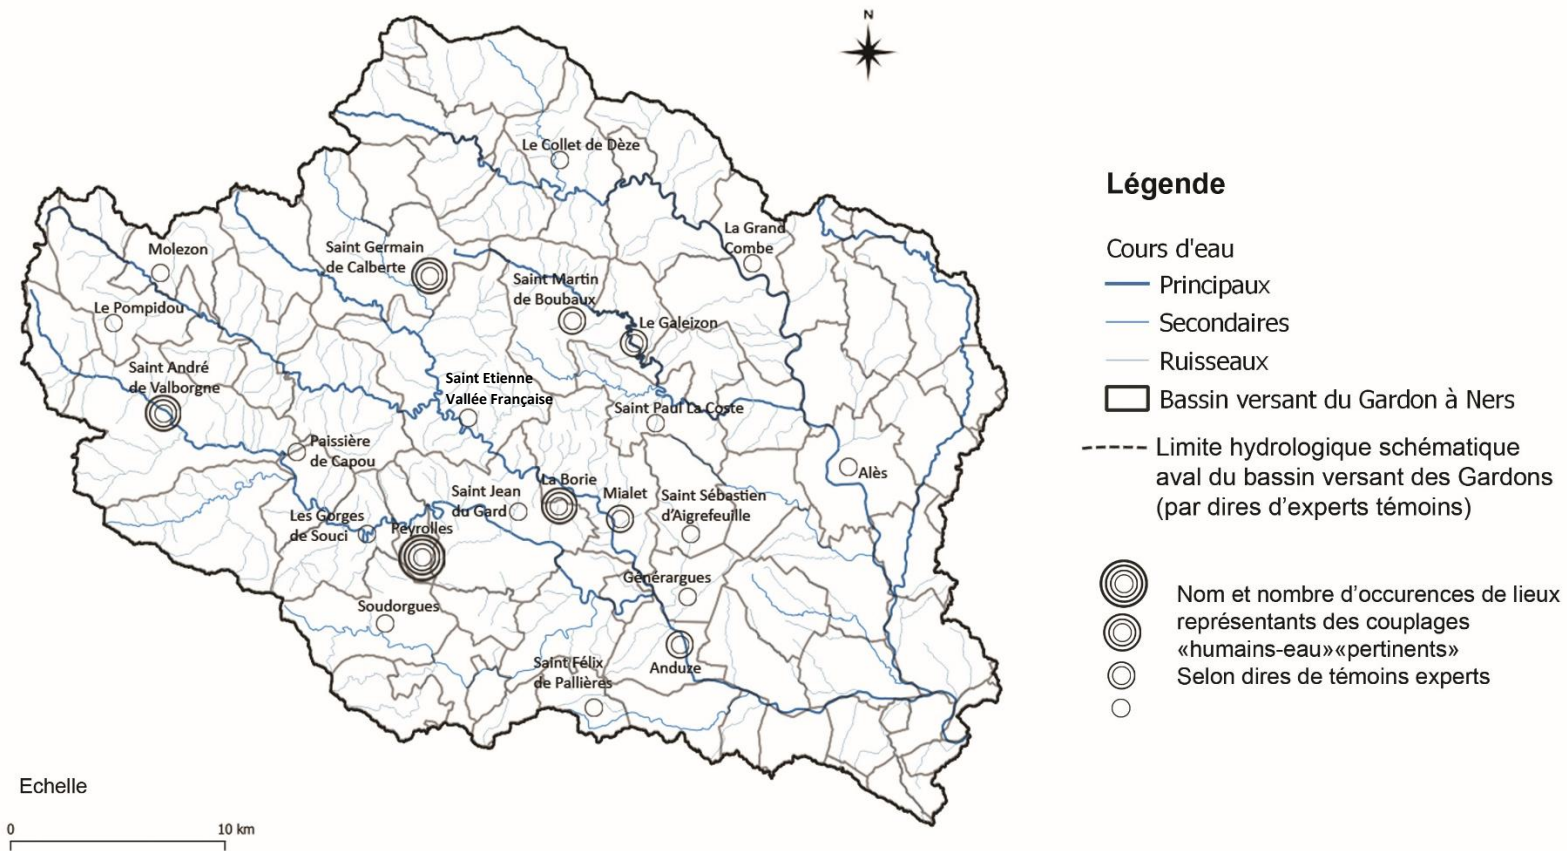 N
Le Collet de Dèze
La Grand
Combe
Molezon
Saint Germain
de Calberte
Saint Martin
de Boubaux
Le Pompidou
Le Galeizon
Saint André
de Valborgne
Saint Etienne
Vallée Française
Saint Paul La Coste
Paissière
de Capou
Alès
La Borie
Saint Jean
du Gard
Mialet
Saint Sébastien
d'Aigrefeuille
Les Gorges
de Souci
Peyrolles
Générargues
Soudorgues
Saint Félix
de Pallières
Anduze
Echelle
0
10 km
Légende
Cours d'eau
Principaux
Secondaires
Ruisseaux
Bassin versant du Gardon à Ners
Limite hydrologique schématique
aval du bassin versant des Gardons
(par dires d'experts témoins)
Nom et nombre d'occurences de lieux
représentants des couplages
«humains-eau»«pertinents»
Selon dires de témoins experts